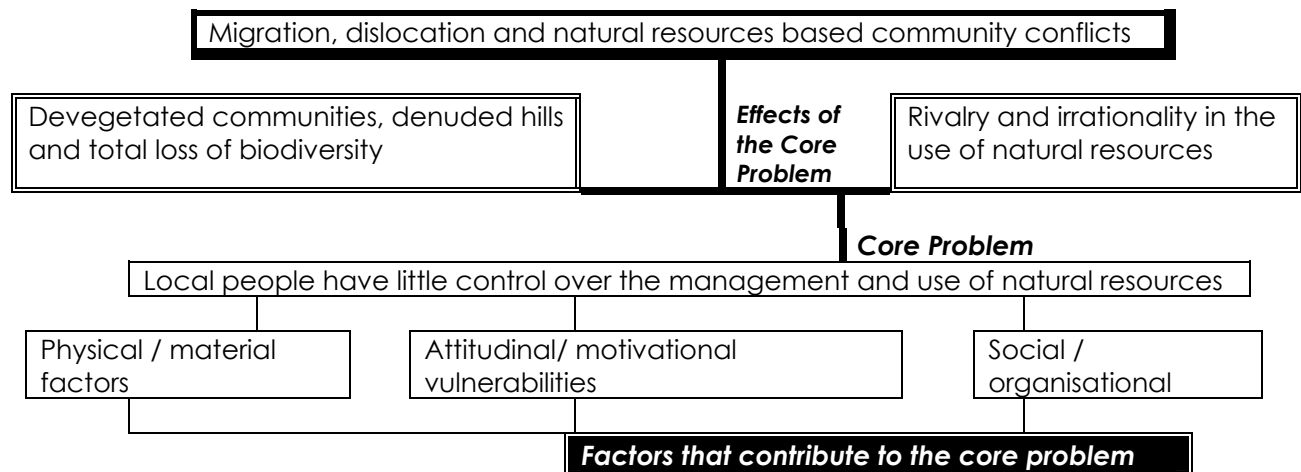 Migration, dislocation and natural resources based community conflicts
Devegetated communities, denuded hills
and total loss of biodiversity
Effects of
the Core
Problem
Rivalry and irrationality in the
use of natural resources
Core Problem
Local people have little control over the management and use of natural resources
Physical / material
factors
Attitudinal/ motivational
vulnerabilities
Social /
organisational
Factors that contribute to the core problem